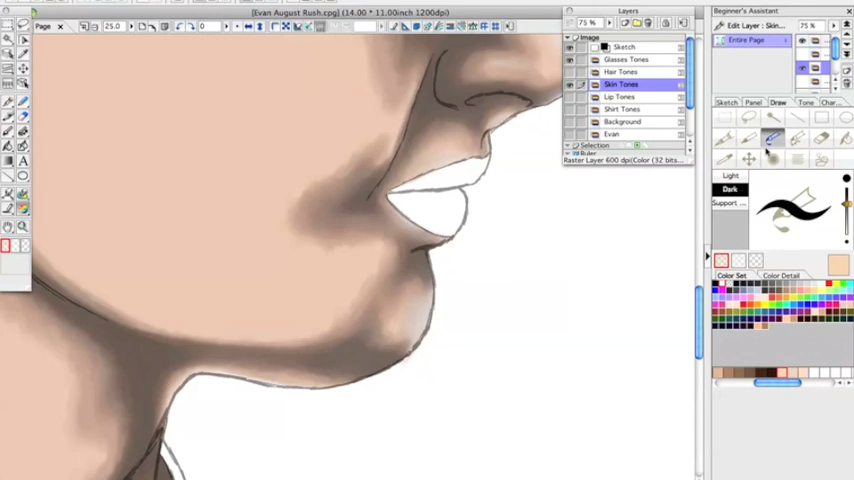 [Evan August Rush.cpg] (14.00 * 11.00inch 1200dpi)
Page
25.0
0
Layers
75 %
Image
Sketch
Glasses Tones
Hair Tones
Skin Tones
Lip Tones
Shirt Tones
Background
Evan
Selection
Ruler
Raster Layer 600 dpi(Color (32 bits...
Beginner's Assistant
Edit Layer : Skin...
75 %
Entire Page
Sketch
Panel
Draw
Tone
Char...
Light
Dark
Support ...
Color Set
Color Detail
A